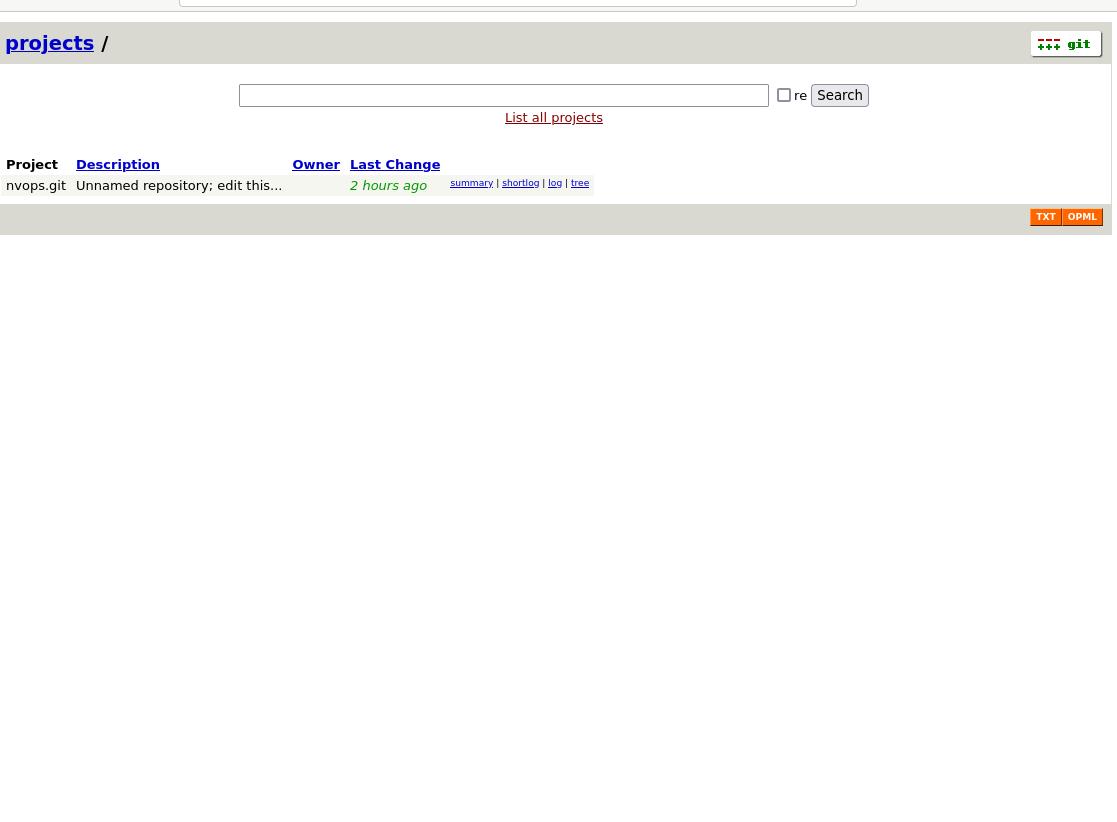 projects /
git
re Search
List all projects
Project Description Owner Last Change
nvops.git Unnamed repository; edit this... 2 hours ago summary | shortlog | log | tree
TXT OPML